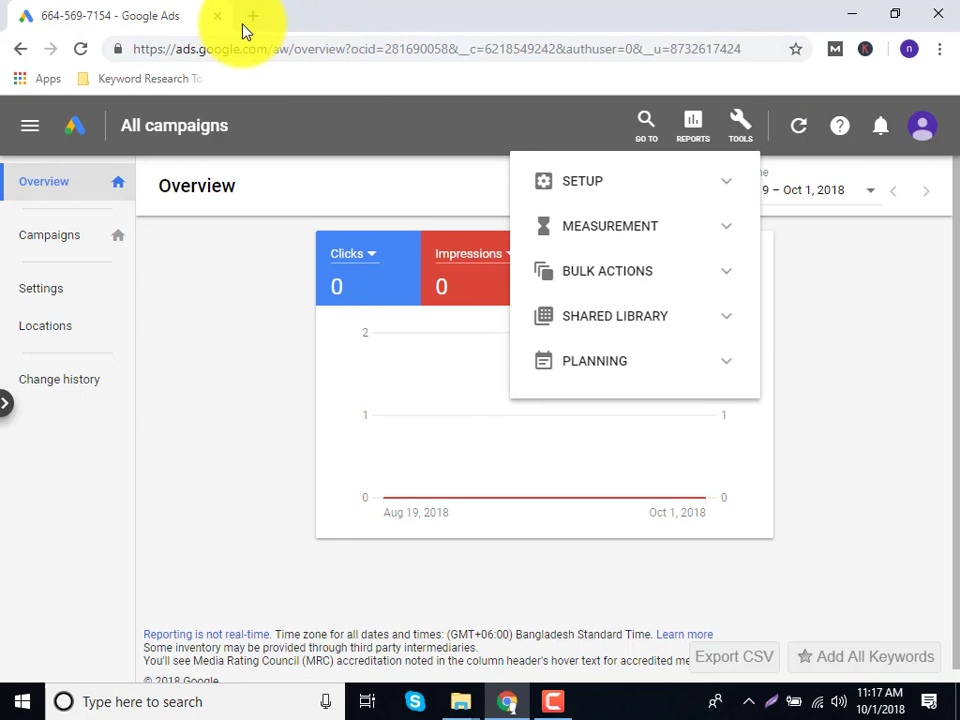 664-569-7154 - Google Ads
https://ads.google.com/aw/overview?ocid=281690058&__c=6218549242&authuser=0&__u=8732617424
Apps
Keyword Research To
All campaigns
GO TO
REPORTS
TOOLS
Overview
Campaigns
Settings
Locations
Change history
Overview
SETUP
MEASUREMENT
BULK ACTIONS
SHARED LIBRARY
PLANNING
9 – Oct 1, 2018
Clicks
0
Impressions
0
2
1
1
0
0
Aug 19, 2018
Oct 1, 2018
Reporting is not real-time. Time zone for all dates and times: (GMT+06:00) Bangladesh Standard Time. Learn more
Some inventory may be provided through third party intermediaries.
You'll see Media Rating Council (MRC) accreditation noted in the column header's hover text for accredited me
© 2018 Google
Export CSV
Add All Keywords
Type here to search
11:17 AM
10/1/2018